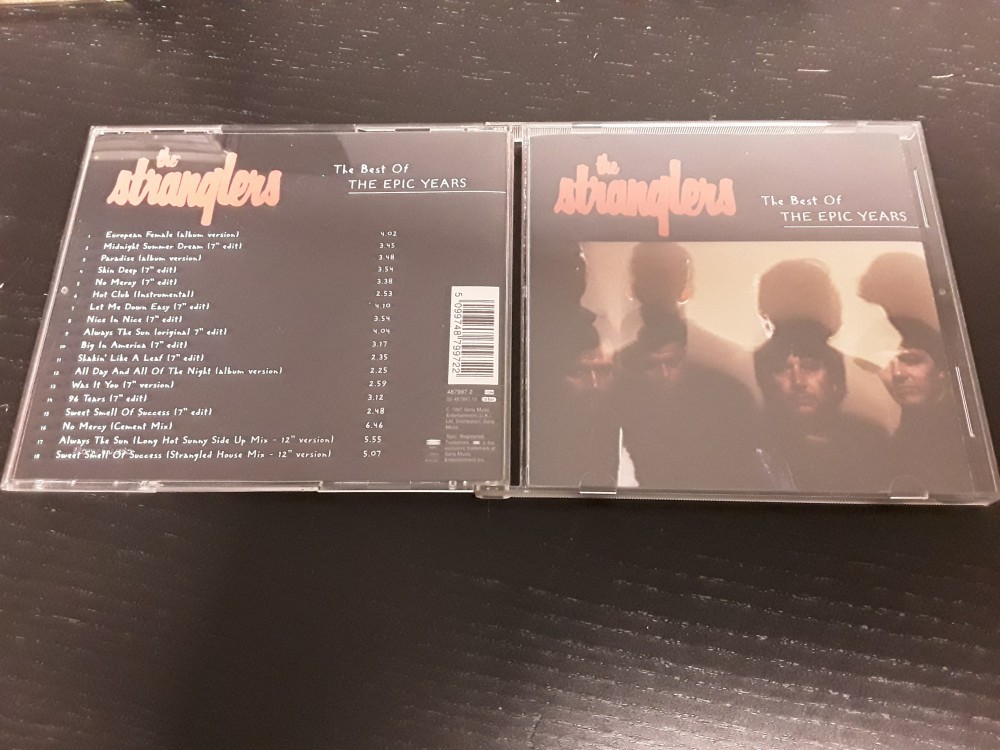 the
stranglers
The Best Of
THE EPIC YEARS
1 European Female (album version) 4.02
2 Midnight Summer Dream (7" edit) 3.45
3 Paradise (album version) 3.48
4 Skin Deep (7" edit) 3.54
5 No Mercy (7" edit) 3.38
6 Hot Club (Instrumental) 2.53
7 Let Me Down Easy (7" edit) 4.10
8 Nice In Nice (7" edit) 3.54
9 Always The Sun (original 7" edit) 4.04
10 Big In America (7" edit) 3.17
11 Shakin' Like A Leaf (7" edit) 2.35
12 All Day And All Of The Night (album version) 2.25
13 Was It You (7" version) 2.59
14 96 Tears (7" edit) 3.12
15 Sweet Smell Of Success (7" edit) 2.48
16 No Mercy (Cement Mix) 6.46
17 Always The Sun (Long Hot Sunny Side Up Mix - 12" version) 5.55
18 Sweet Smell Of Success (Strangled House Mix - 12" version) 5.07
5 099748 799722
487997 2
the
stranglers
The Best Of
THE EPIC YEARS